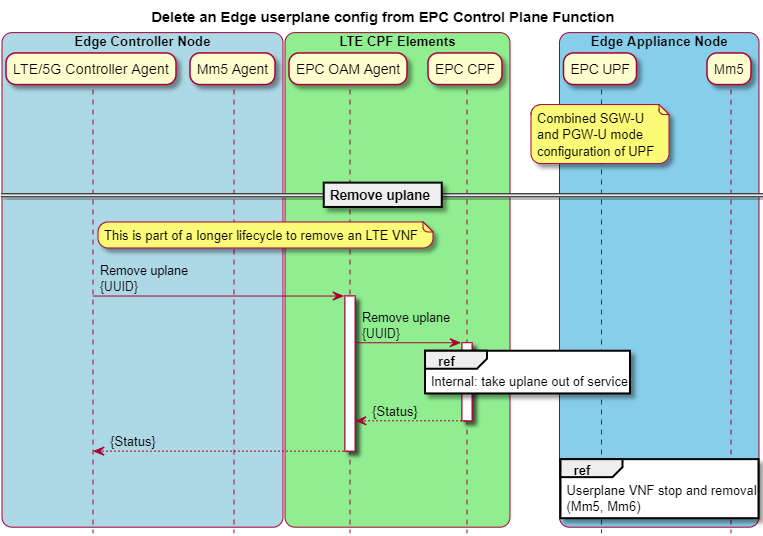 Delete an Edge userplane config from EPC Control Plane Function
Edge Controller Node
LTE CPF Elements
Edge Appliance Node
LTE/5G Controller Agent
Mm5 Agent
EPC OAM Agent
EPC CPF
EPC UPF
Mm5
Combined SGW-U
and PGW-U mode
configuration of UPF
Remove uplane
This is part of a longer lifecycle to remove an LTE VNF
Remove uplane
{UUID}
Remove uplane
{UUID}
ref
Internal: take uplane out of service
{Status}
{Status}
ref
Userplane VNF stop and removal
(Mm5, Mm6)